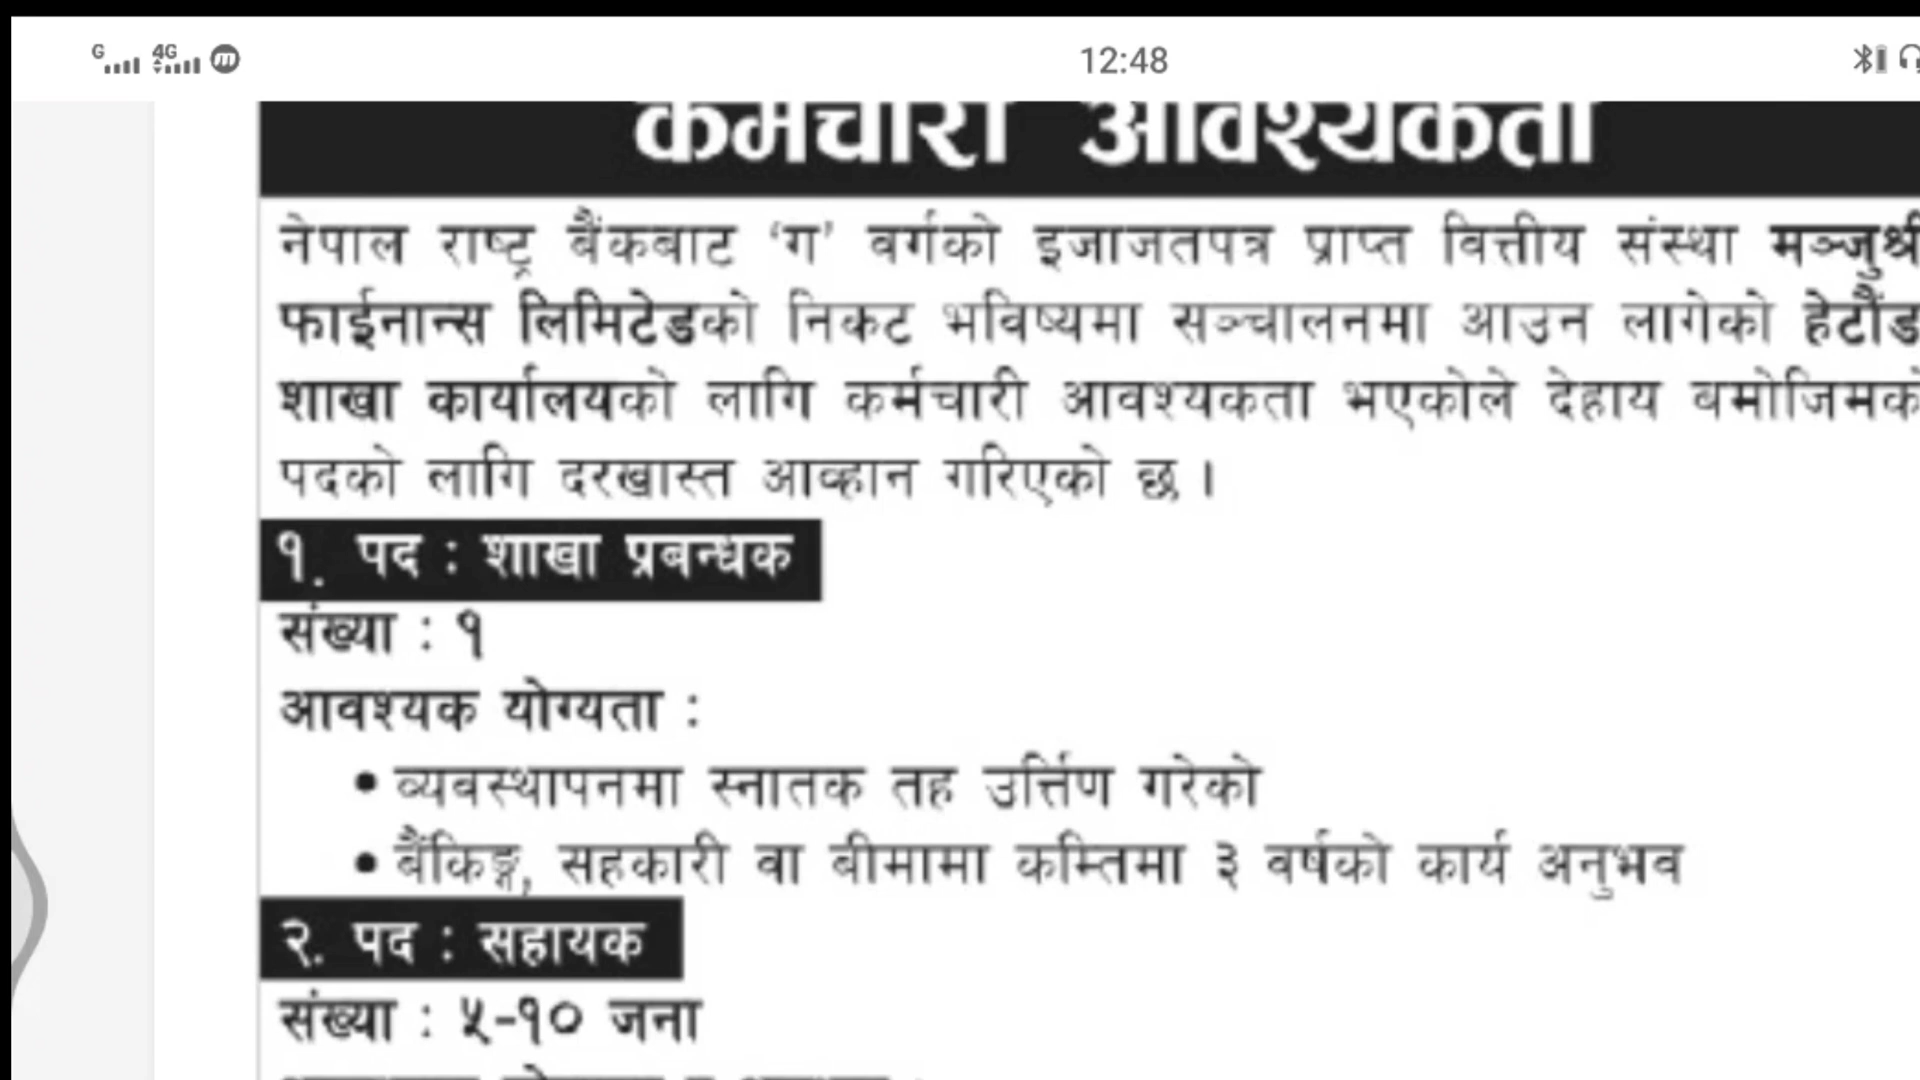 G 4G 12:48
कर्मचारी आवश्यकता
नेपाल राष्ट्र बैंकबाट ‘ग’ वर्गको इजाजतपत्र प्राप्त वित्तीय संस्था मञ्जुश्री
फाईनान्स लिमिटेडको निकट भविष्यमा सञ्चालनमा आउन लागेको हेटौंड
शाखा कार्यालयको लागि कर्मचारी आवश्यकता भएकोले देहाय बमोजिमको
पदको लागि दरखास्त आव्हान गरिएको छ ।
१. पद : शाखा प्रबन्धक
संख्या : १
आवश्यक योग्यता :
• व्यवस्थापनमा स्नातक तह उर्त्तिण गरेको
• बैंकिङ्ग, सहकारी वा बीमामा कम्तिमा ३ वर्षको कार्य अनुभव
२. पद : सहायक
संख्या : ५-१० जना